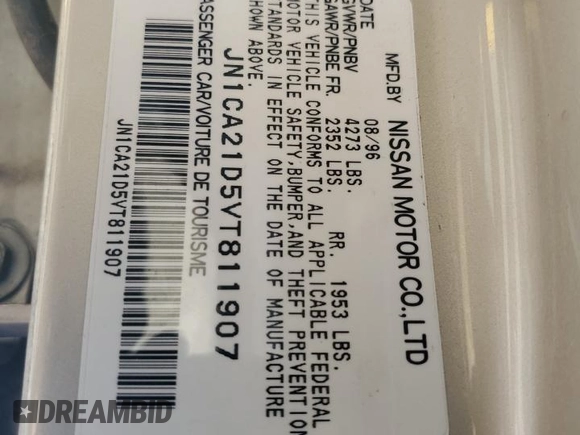 MFD.BY NISSAN MOTOR CO.,LTD
DATE 08/96
GVWR/PNBV 4273 LBS.
GAWR/PNBE FR. 2352 LBS. RR. 1953 LBS.
THIS VEHICLE CONFORMS TO ALL APPLICABLE FEDERAL
MOTOR VEHICLE SAFETY,BUMPER,AND THEFT PREVENTION
STANDARDS IN EFFECT ON THE DATE OF MANUFACTURE
SHOWN ABOVE.
JN1CA21D5VT811907
PASSENGER CAR/VOITURE DE TOURISME
JN1CA21D5VT811907
DREAMBID